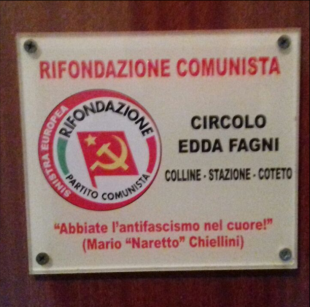 RIFONDAZIONE COMUNISTA
SINISTRA EUROPEA
RIFONDAZIONE
PARTITO COMUNISTA
CIRCOLO
EDDA FAGNI
COLLINE - STAZIONE - COTETO
"Abbiate l'antifascismo nel cuore!"
(Mario "Naretto" Chiellini)